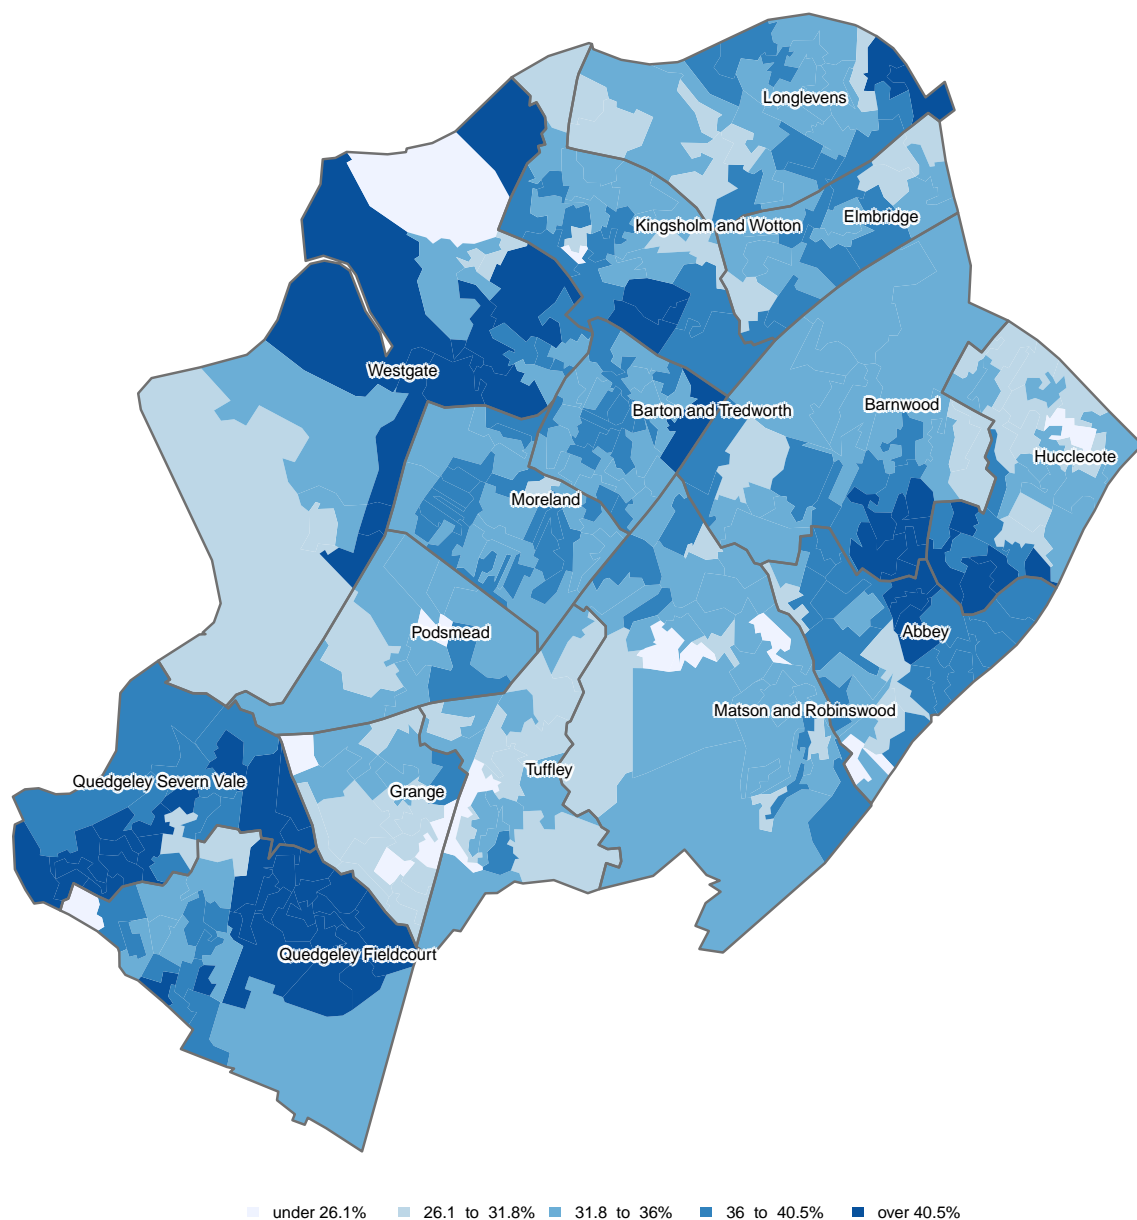 Longlevens
Elmbridge
Kingsholm and Wotton
Westgate
Barnwood
Barton and Tredworth
Hucclecote
Moreland
Podsmead
Abbey
Matson and Robinswood
Tuffley
Quedgeley Severn Vale
Grange
Quedgeley Fieldcourt
under 26.1% 26.1 to 31.8% 31.8 to 36% 36 to 40.5% over 40.5%